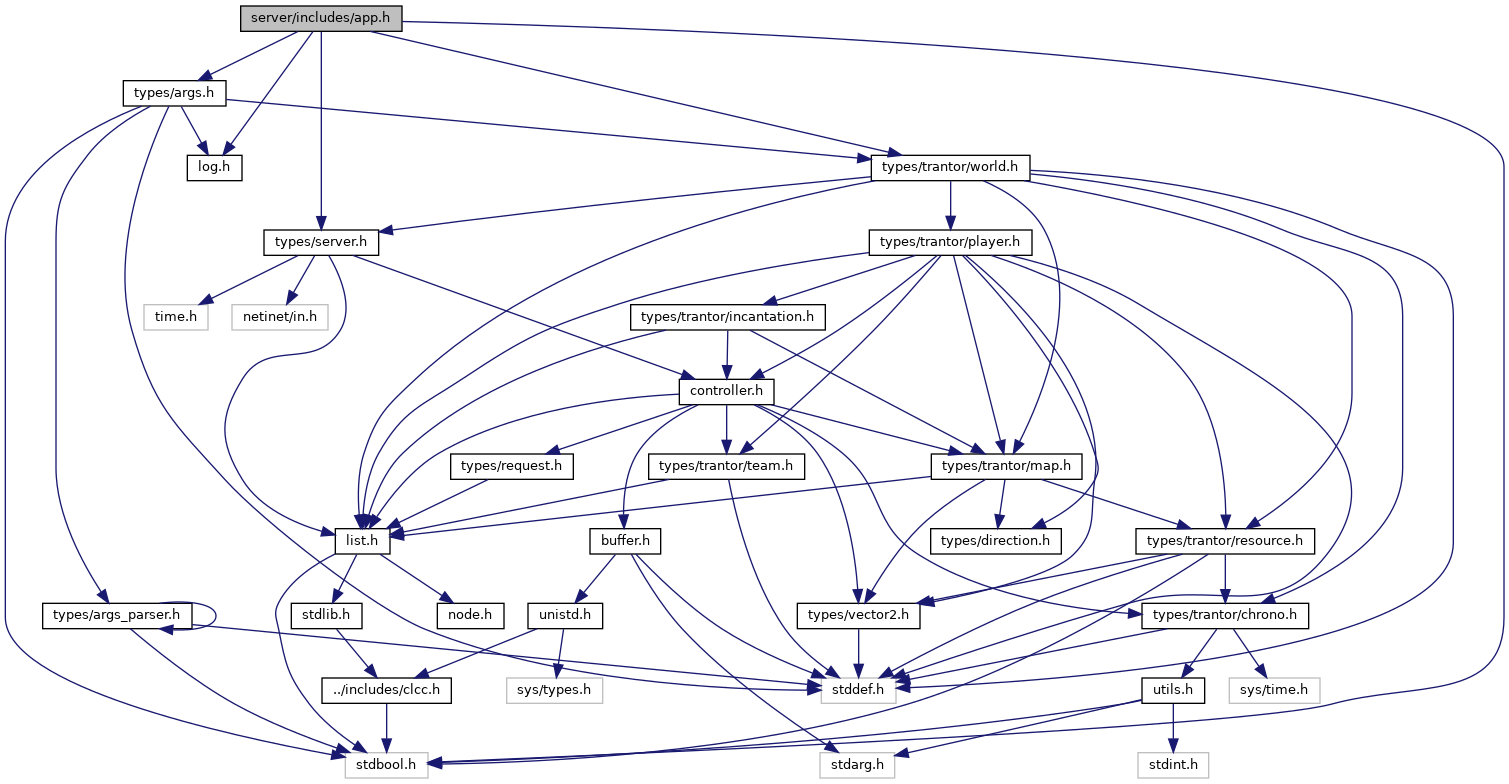 server/includes/app.h
types/args.h
log.h
types/trantor/world.h
types/server.h
types/trantor/player.h
time.h
netinet/in.h
types/trantor/incantation.h
controller.h
types/request.h
types/trantor/team.h
types/trantor/map.h
list.h
buffer.h
types/direction.h
types/trantor/resource.h
types/args_parser.h
stdlib.h
node.h
unistd.h
types/vector2.h
types/trantor/chrono.h
../includes/clcc.h
sys/types.h
stddef.h
utils.h
sys/time.h
stdbool.h
stdarg.h
stdint.h